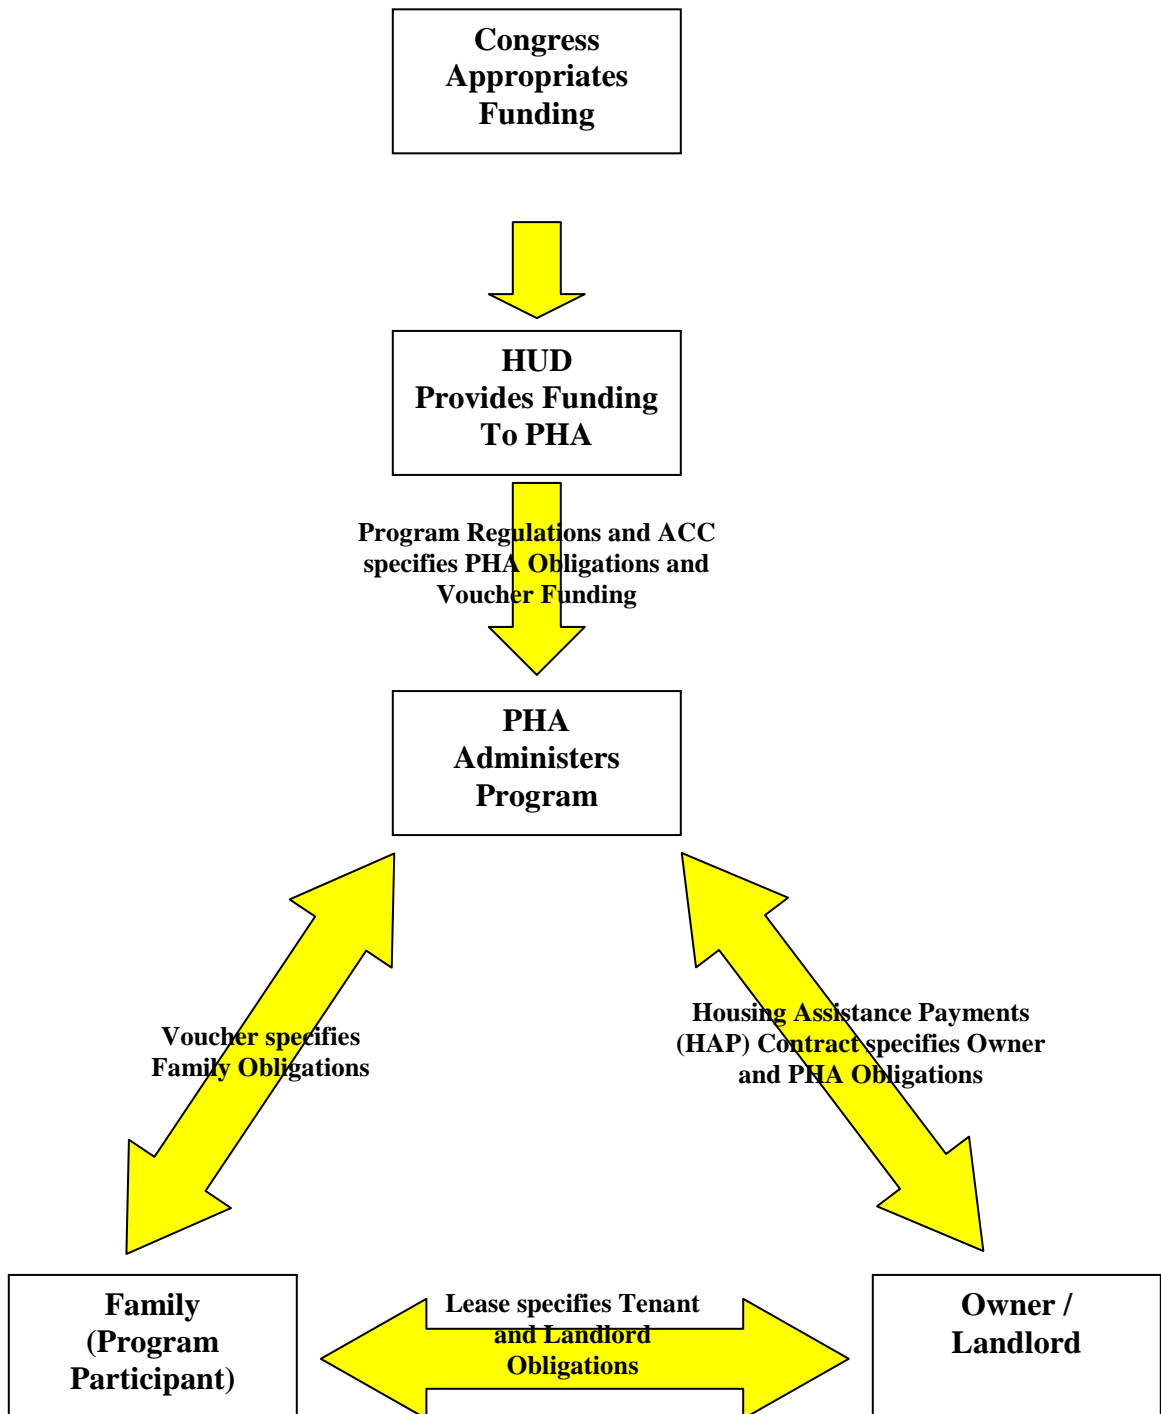 Congress
Appropriates
Funding
HUD
Provides Funding
To PHA
Program Regulations and ACC
specifies PHA Obligations and
Voucher Funding
PHA
Administers
Program
Voucher specifies
Family Obligations
Housing Assistance Payments
(HAP) Contract specifies Owner
and PHA Obligations
Family
(Program
Participant)
Lease specifies Tenant
and Landlord
Obligations
Owner /
Landlord